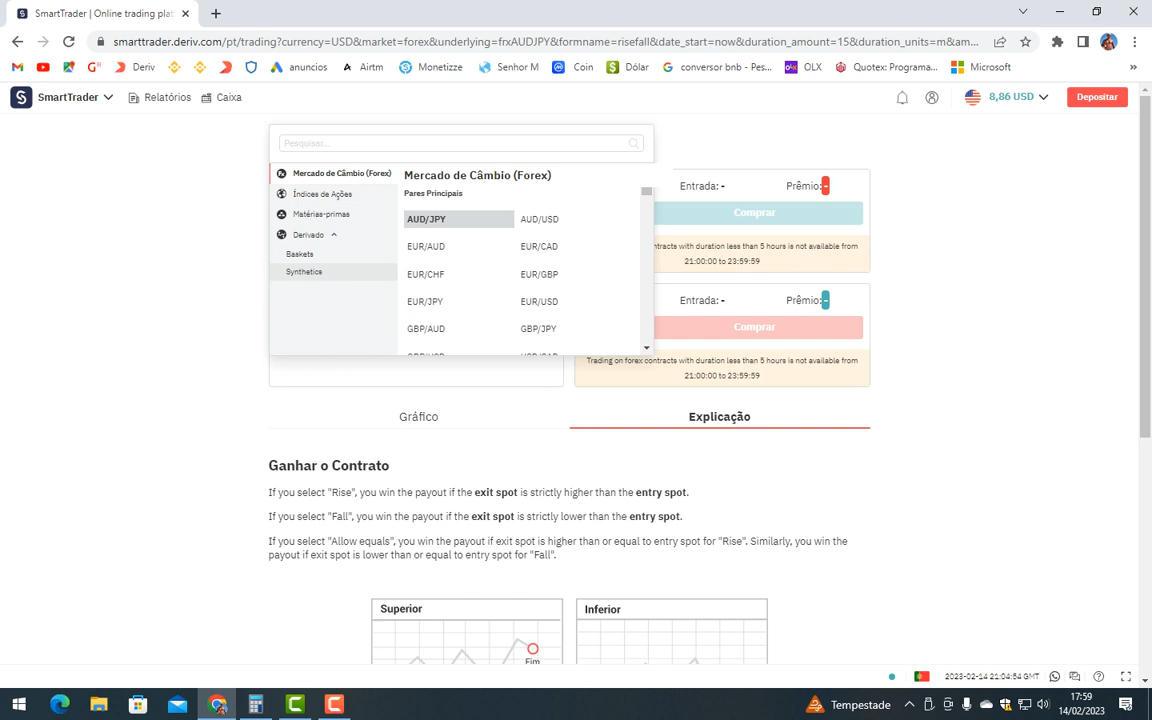 SmartTrader | Online trading plat
smarttrader.deriv.com/pt/trading?currency=USD&market=forex&underlying=frxAUDJPY&formname=risefall&date_start=now&duration_amount=15&duration_units=m&am...
Deriv
anuncios
Airtm
Monetizze
Senhor M
Coin
Dólar
conversor bnb - Pes...
OLX
Quotex: Programa...
Microsoft
»
SmartTrader
Relatórios
Caixa
8,86 USD
Depositar
Pesquisar...
Mercado de Câmbio (Forex)
Índices de Ações
Matérias-primas
Derivado
Baskets
Synthetics
Mercado de Câmbio (Forex)
Pares Principais
AUD/JPY AUD/USD
EUR/AUD EUR/CAD
EUR/CHF EUR/GBP
EUR/JPY EUR/USD
GBP/AUD GBP/JPY
Entrada: - Prêmio: -
Comprar
contracts with duration less than 5 hours is not available from
21:00:00 to 23:59:59
Entrada: - Prêmio: -
Comprar
Trading on forex contracts with duration less than 5 hours is not available from
21:00:00 to 23:59:59
Gráfico
Explicação
Ganhar o Contrato
If you select "Rise", you win the payout if the exit spot is strictly higher than the entry spot.
If you select "Fall", you win the payout if the exit spot is strictly lower than the entry spot.
If you select "Allow equals", you win the payout if exit spot is higher than or equal to entry spot for "Rise". Similarly, you win the
payout if exit spot is lower than or equal to entry spot for "Fall".
Superior
Fim
Inferior
2023-02-14 21:04:54 GMT
Tempestade
17:59
14/02/2023